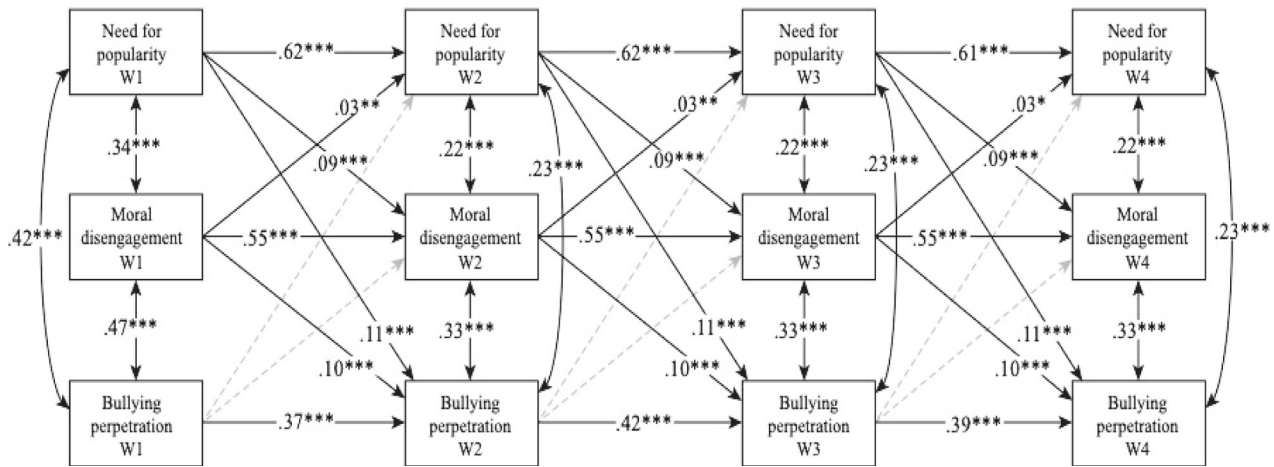 Need for
popularity
W1
Need for
popularity
W2
Need for
popularity
W3
Need for
popularity
W4
.62***
.62***
.61***
.03**
.03**
.03*
.34***
.09***
.22***
.23***
.09***
.22***
.23***
.09***
.22***
Moral
disengagement
W1
Moral
disengagement
W2
Moral
disengagement
W3
Moral
disengagement
W4
.42***
.55***
.55***
.55***
.23***
.47***
.11***
.33***
.11***
.33***
.11***
.33***
.10***
.10***
.10***
Bullying
perpetration
W1
Bullying
perpetration
W2
Bullying
perpetration
W3
Bullying
perpetration
W4
.37***
.42***
.39***